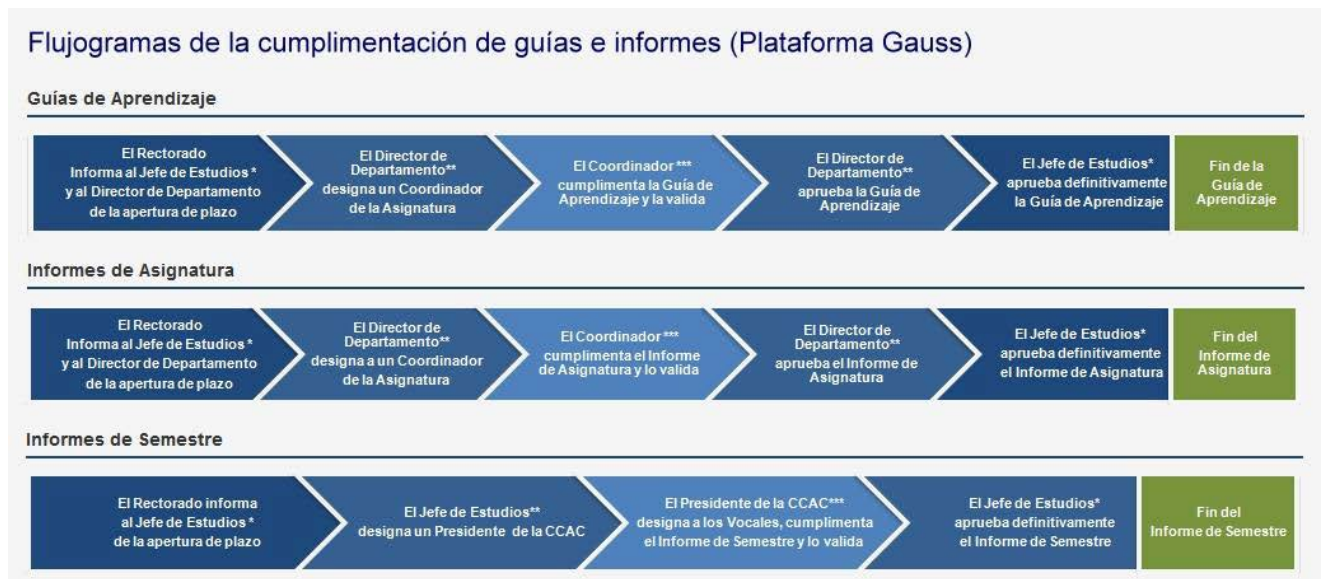 Flujogramas de la cumplimentación de guías e informes (Plataforma Gauss)
Guías de Aprendizaje
El Rectorado
Informa al Jefe de Estudios *
y al Director de Departamento
de la apertura de plazo
El Director de
Departamento**
designa un Coordinador
de la Asignatura
El Coordinador ***
cumplimenta la Guía de
Aprendizaje y la valida
El Director de
Departamento**
aprueba la Guía de
Aprendizaje
El Jefe de Estudios*
aprueba definitivamente
la Guía de Aprendizaje
Fin de la
Guía de
Aprendizaje
Informes de Asignatura
El Rectorado
Informa al Jefe de Estudios *
y al Director de Departamento
de la apertura de plazo
El Director de
Departamento**
designa a un Coordinador
de la Asignatura
El Coordinador ***
cumplimenta el Informe
de Asignatura y lo valida
El Director de
Departamento**
aprueba el Informe de
Asignatura
El Jefe de Estudios*
aprueba definitivamente
el Informe de Asignatura
Fin del
Informe de
Asignatura
Informes de Semestre
El Rectorado informa
al Jefe de Estudios *
de la apertura de plazo
El Jefe de Estudios**
designa un Presidente de la CCAC
El Presidente de la CCAC***
designa a los Vocales, cumplimenta
el Informe de Semestre y lo valida
El Jefe de Estudios*
aprueba definitivamente
el Informe de Semestre
Fin del
Informe de Semestre